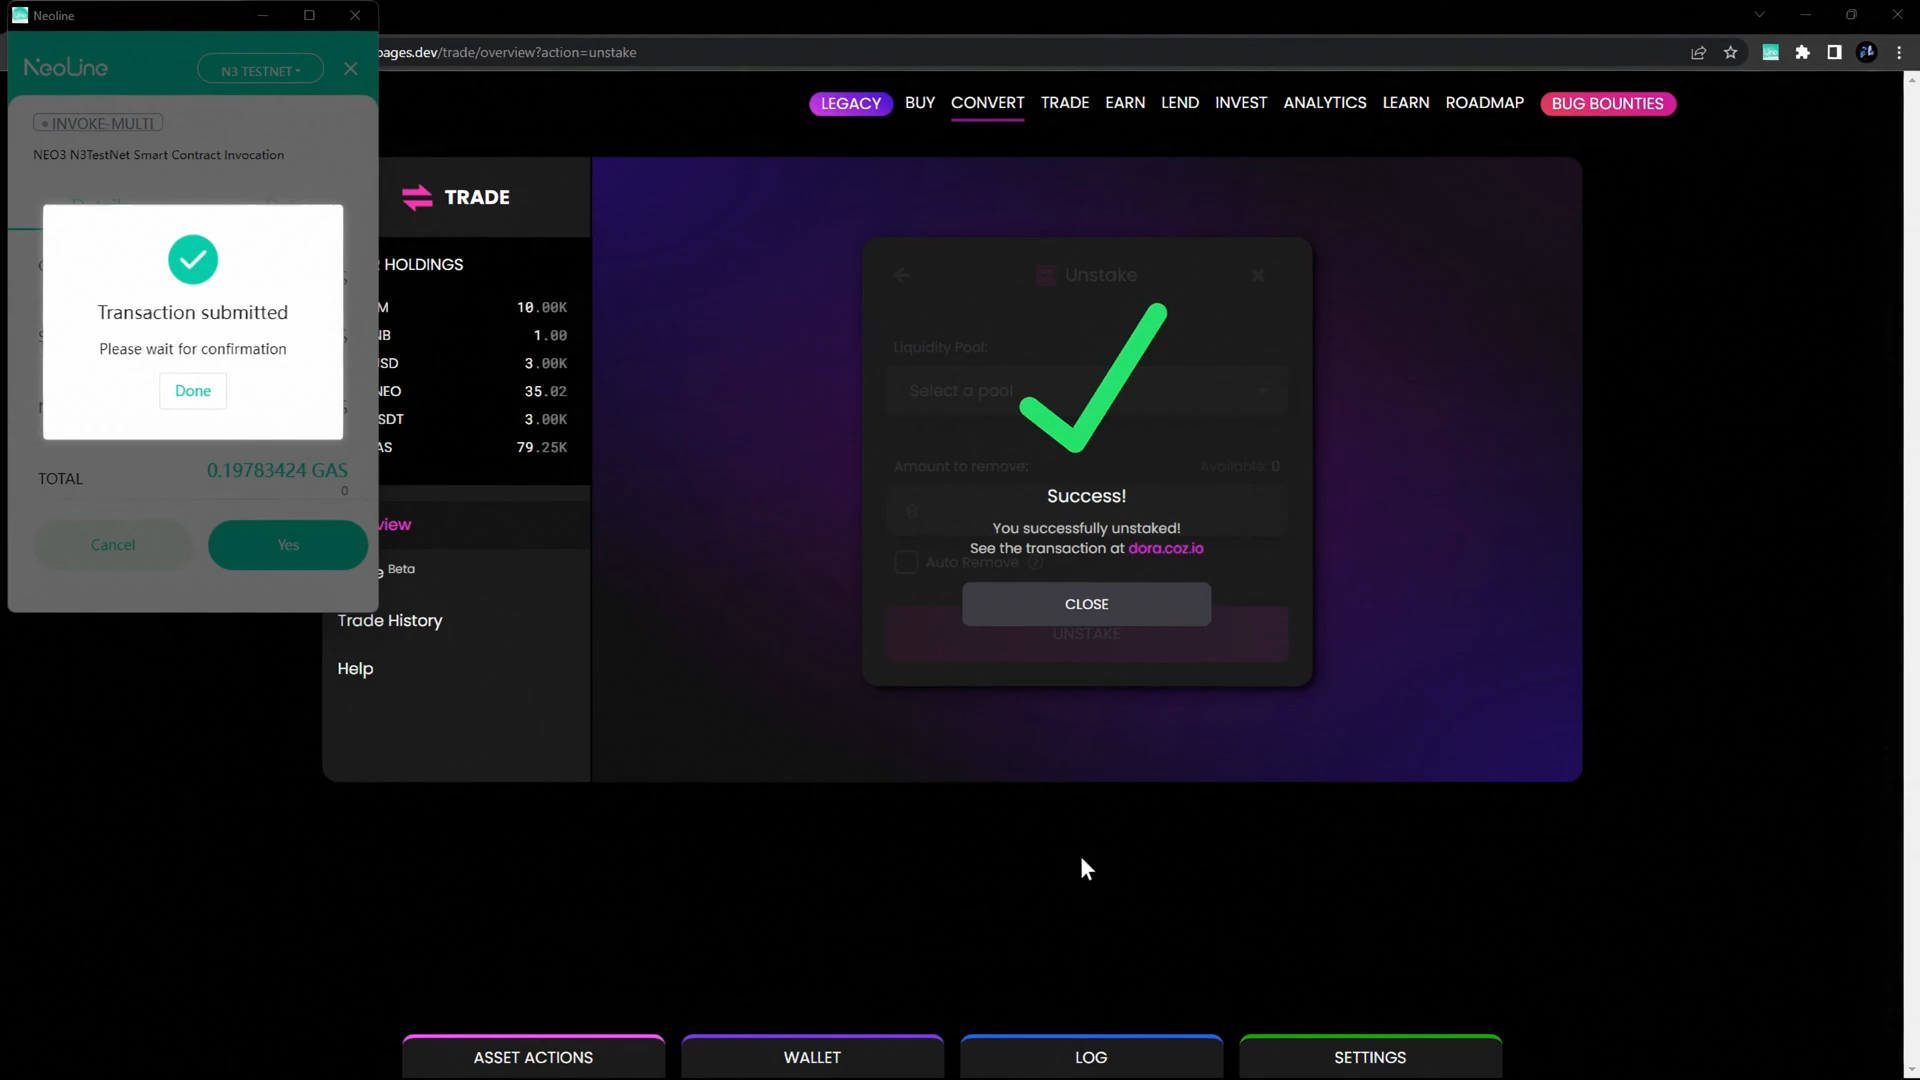 Neoline
pages.dev/trade/overview?action=unstake
NeoLine
N3 TESTNET
INVOKE-MULTI
NEO3 N3TestNet Smart Contract Invocation
Transaction submitted
Please wait for confirmation
Done
TOTAL
0.19783424 GAS
0
Cancel
Yes
LEGACY
BUY
CONVERT
TRADE
EARN
LEND
INVEST
ANALYTICS
LEARN
ROADMAP
BUG BOUNTIES
TRADE
HOLDINGS
M 10.00K
NB 1.00
SD 3.00K
NEO 35.02
SDT 3.00K
AS 79.25K
view
e Beta
Trade History
Help
Unstake
Liquidity Pool:
Select a pool
Amount to remove:
Available: 0
Success!
You successfully unstaked!
See the transaction at dora.coz.io
Auto Remove
CLOSE
UNSTAKE
ASSET ACTIONS
WALLET
LOG
SETTINGS